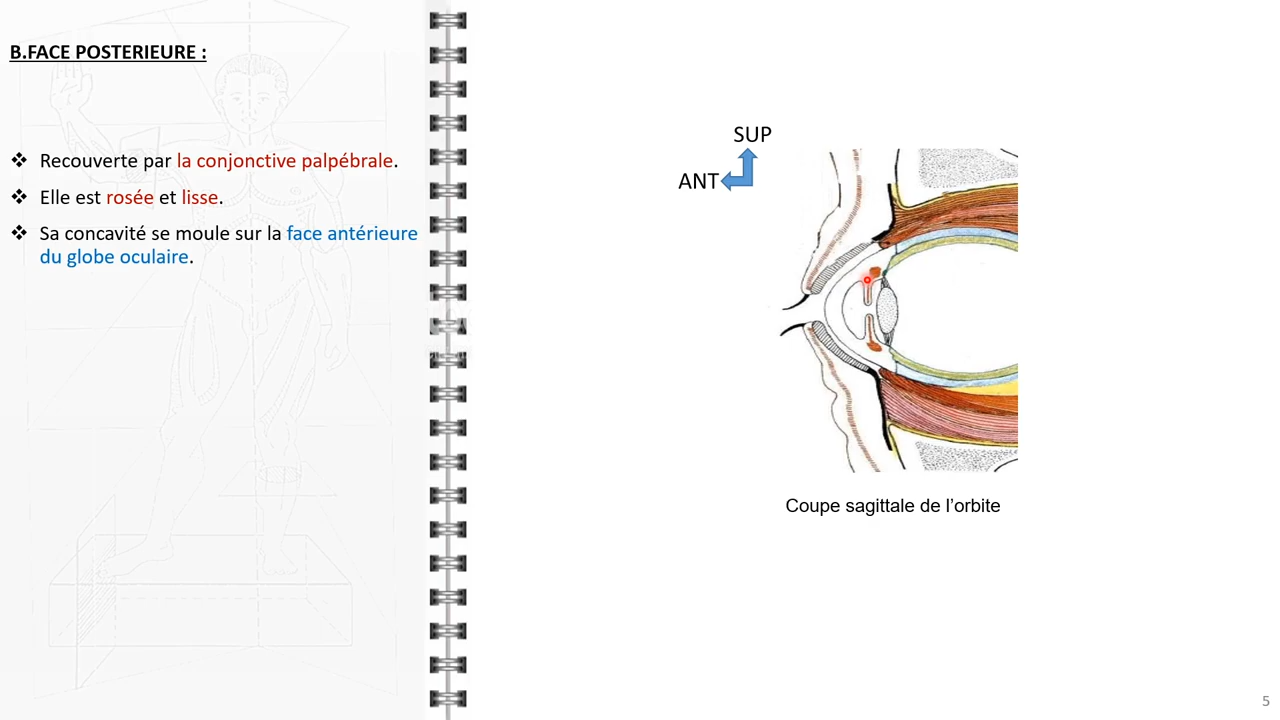 B.FACE POSTERIEURE :
❖ Recouverte par la conjonctive palpébrale.
❖ Elle est rosée et lisse.
❖ Sa concavité se moule sur la face antérieure
du globe oculaire.
SUP
ANT
Coupe sagittale de l’orbite
5